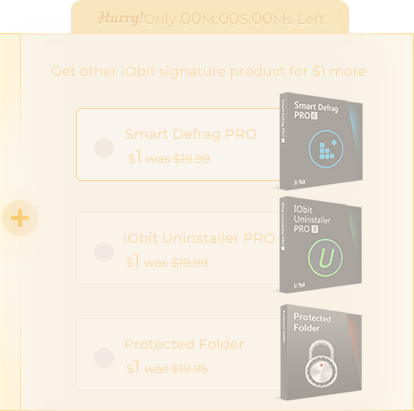 Hurry! Only 00M:00S:00Ms Left
Get other IObit signature product for $1 more
Smart Defrag PRO
$1 was $19.99
Smart Defrag
PRO 6
IObit
IObit Uninstaller PRO
$1 was $19.99
IObit
Uninstaller
PRO 8
IObit
Protected Folder
$1 was $19.95
Protected
Folder